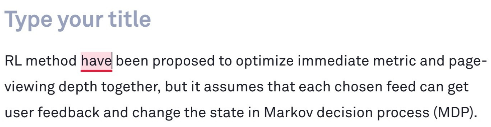 Type your title
RL method have been proposed to optimize immediate metric and page-
viewing depth together, but it assumes that each chosen feed can get
user feedback and change the state in Markov decision process (MDP).